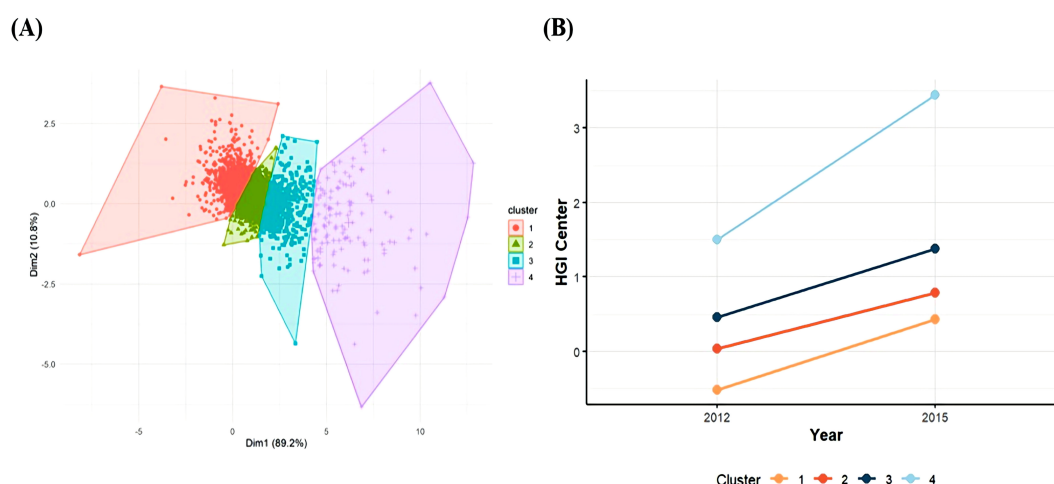 (A)
(B)
2.5
0.0
-2.5
-5.0
Dim2 (10.8%)
-5
0
5
10
Dim1 (89.2%)
cluster
1
2
3
4
HGI Center
3
2
1
0
2012
2015
Year
Cluster 1 2 3 4